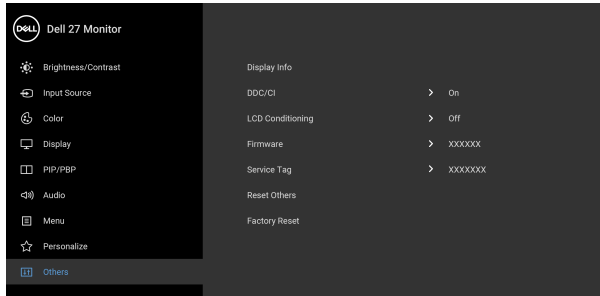 DELL Dell 27 Monitor
Brightness/Contrast
Display Info
Input Source
DDC/CI > On
Color
LCD Conditioning > Off
Display
Firmware > XXXXXX
PIP/PBP
Service Tag > XXXXXXX
Audio
Reset Others
Menu
Factory Reset
Personalize
Others